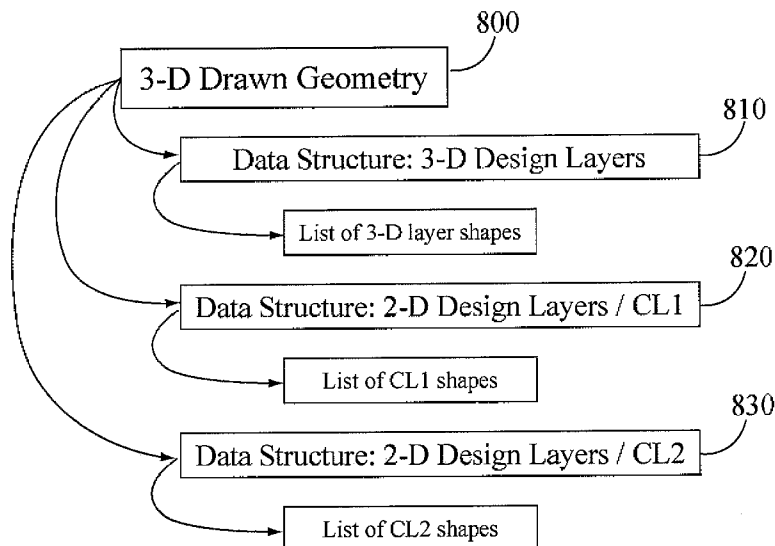 800
3-D Drawn Geometry
810
Data Structure: 3-D Design Layers
List of 3-D layer shapes
820
Data Structure: 2-D Design Layers / CL1
List of CL1 shapes
830
Data Structure: 2-D Design Layers / CL2
List of CL2 shapes